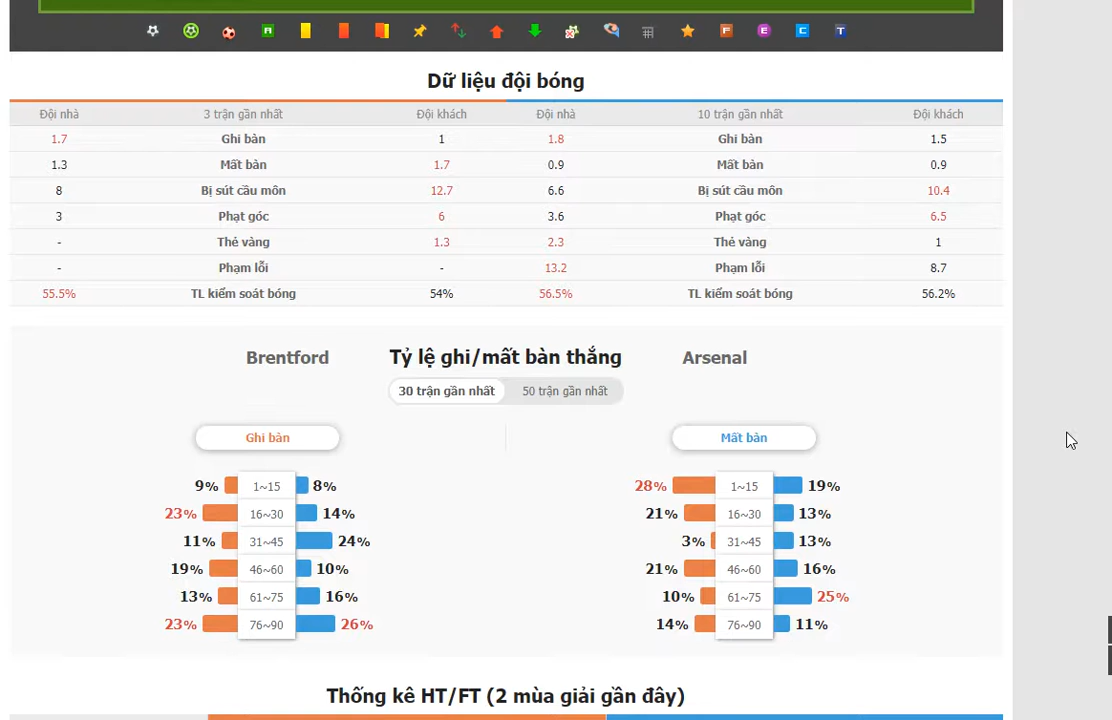 A F E C T
Dữ liệu đội bóng
Đội nhà 3 trận gần nhất Đội khách Đội nhà 10 trận gần nhất Đội khách
1.7 Ghi bàn 1 1.8 Ghi bàn 1.5
1.3 Mất bàn 1.7 0.9 Mất bàn 0.9
8 Bị sút cầu môn 12.7 6.6 Bị sút cầu môn 10.4
3 Phạt góc 6 3.6 Phạt góc 6.5
- Thẻ vàng 1.3 2.3 Thẻ vàng 1
- Phạm lỗi - 13.2 Phạm lỗi 8.7
55.5% TL kiểm soát bóng 54% 56.5% TL kiểm soát bóng 56.2%
Brentford Tỷ lệ ghi/mất bàn thắng Arsenal
30 trận gần nhất 50 trận gần nhất
Ghi bàn Mất bàn
9% 1~15 8% 28% 1~15 19%
23% 16~30 14% 21% 16~30 13%
11% 31~45 24% 3% 31~45 13%
19% 46~60 10% 21% 46~60 16%
13% 61~75 16% 10% 61~75 25%
23% 76~90 26% 14% 76~90 11%
Thống kê HT/FT (2 mùa giải gần đây)